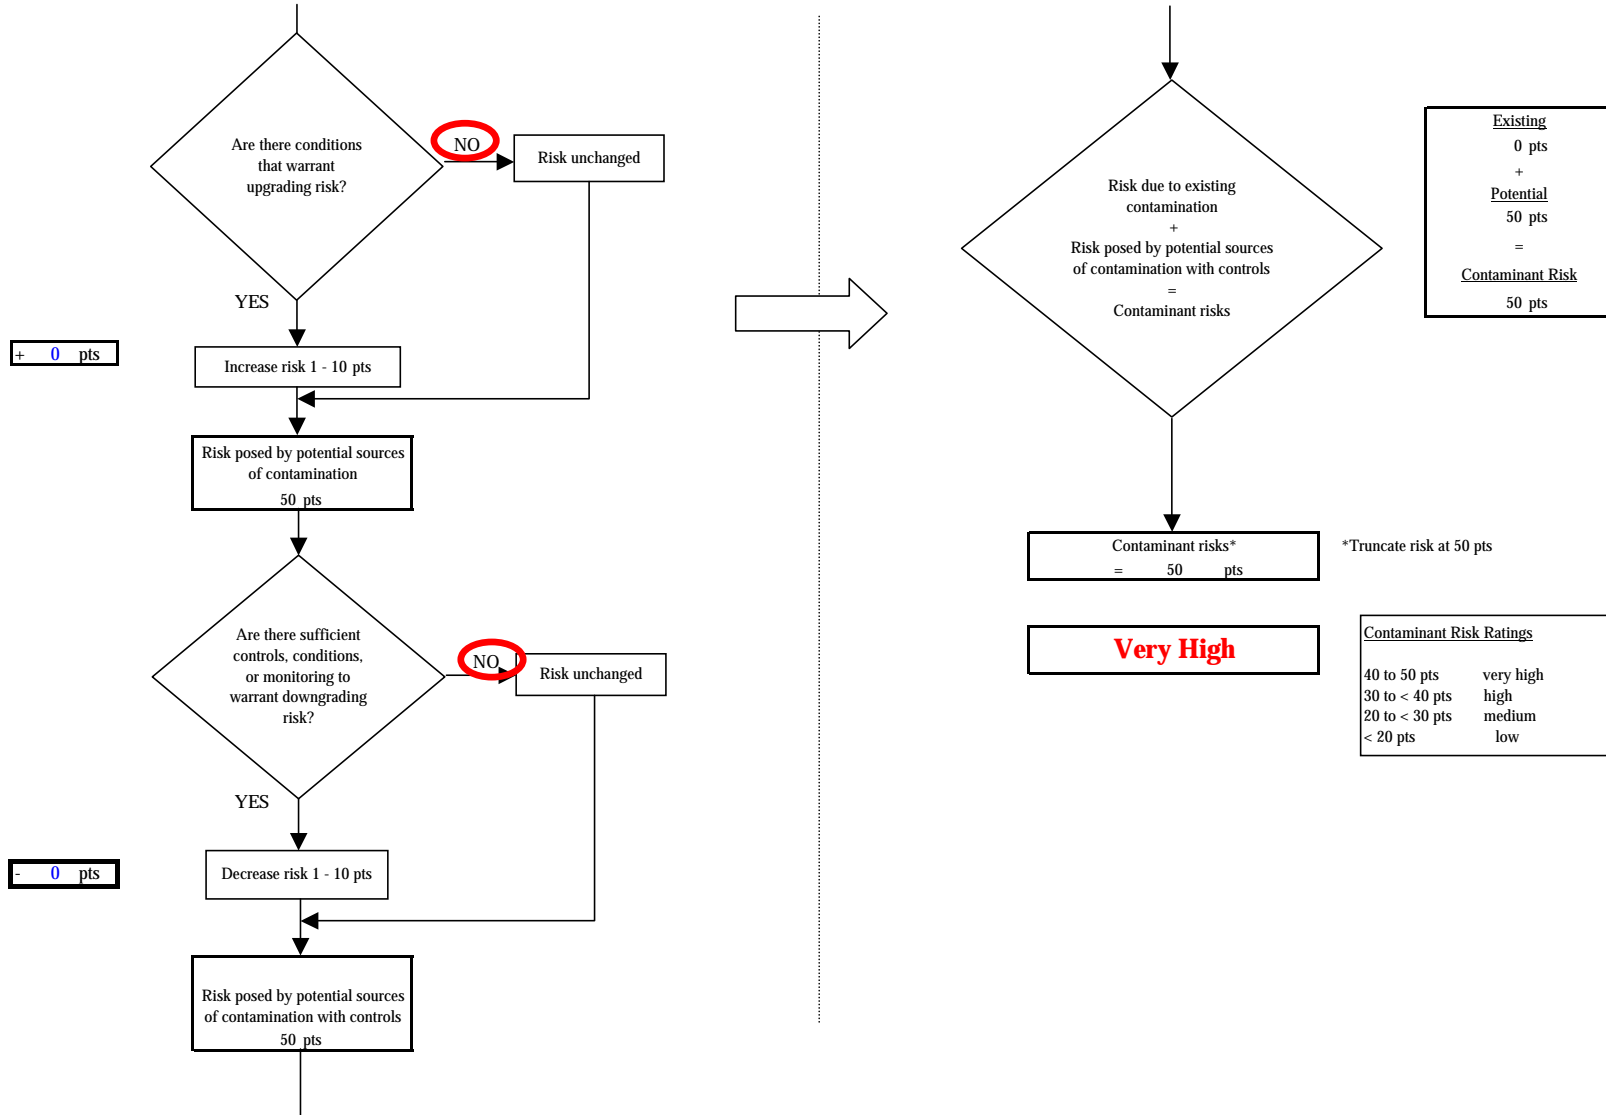 Are there conditions
that warrant
upgrading risk?
NO
Risk unchanged
YES
+ 0 pts
Increase risk 1 - 10 pts
Risk posed by potential sources
of contamination
50 pts
Are there sufficient
controls, conditions,
or monitoring to
warrant downgrading
risk?
NO
Risk unchanged
YES
- 0 pts
Decrease risk 1 - 10 pts
Risk posed by potential sources
of contamination with controls
50 pts
Risk due to existing
contamination
+
Risk posed by potential sources
of contamination with controls
=
Contaminant risks
Existing
0 pts
+
Potential
50 pts
=
Contaminant Risk
50 pts
Contaminant risks*
= 50 pts
*Truncate risk at 50 pts
Very High
Contaminant Risk Ratings
40 to 50 pts very high
30 to < 40 pts high
20 to < 30 pts medium
< 20 pts low